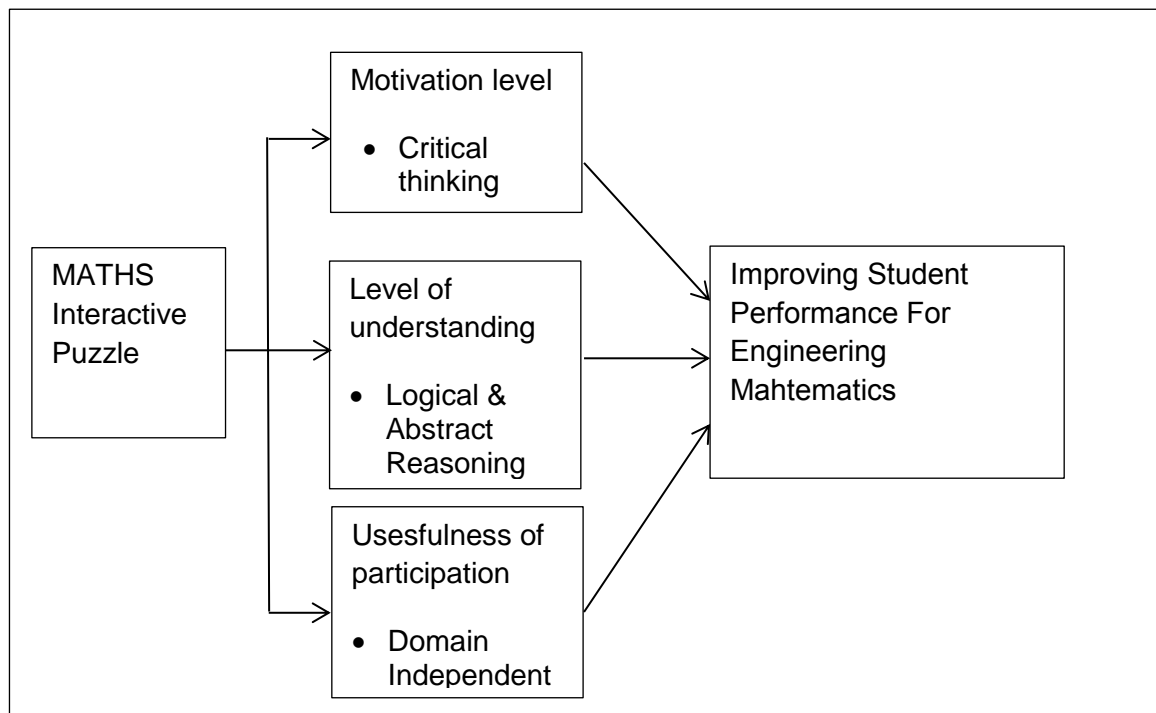 MATHS
Interactive
Puzzle
Motivation level
• Critical
thinking
Level of
understanding
• Logical &
Abstract
Reasoning
Usesfulness of
participation
• Domain
Independent
Improving Student
Performance For
Engineering
Mahtematics